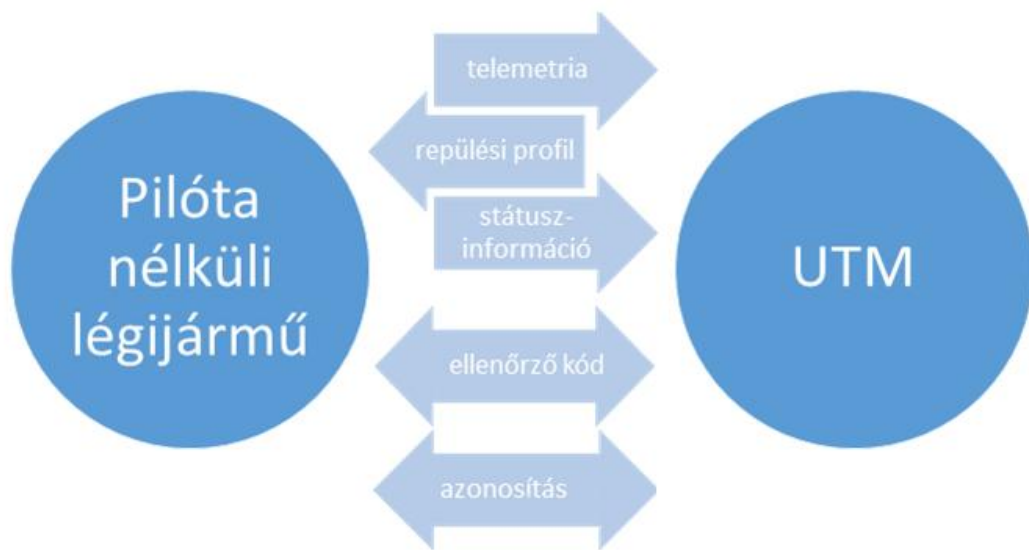 Pilóta
nélküli
légijármű
telemetria
repülési profil
státusz-
információ
ellenőrző kód
azonosítás
UTM